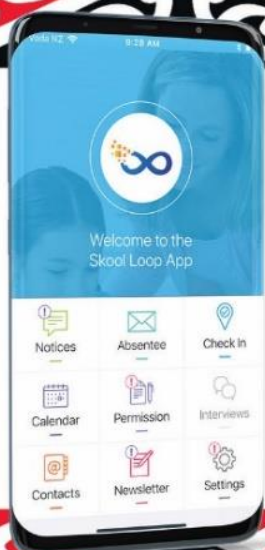 Voda NZ 9:28 AM
Welcome to the
Skool Loop App
Notices Absentee Check In
Calendar Permission Interviews
Contacts Newsletter Settings